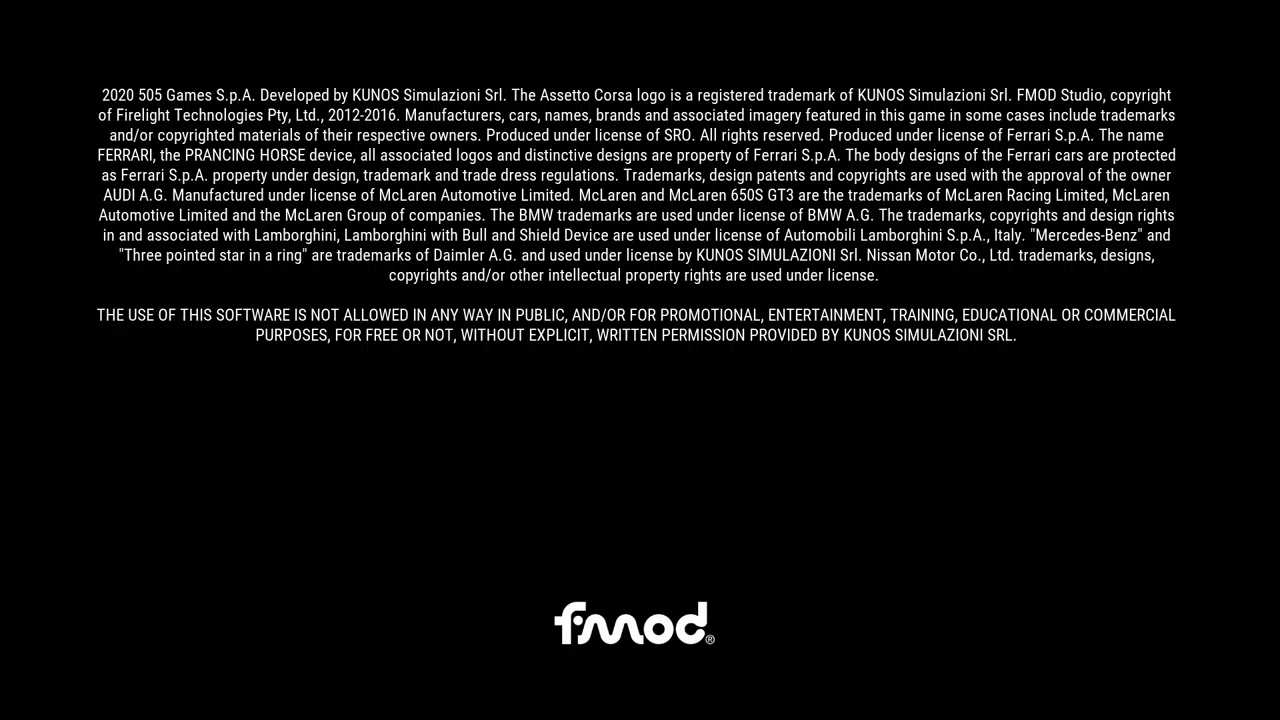 2020 505 Games S.p.A. Developed by KUNOS Simulazioni Srl. The Assetto Corsa logo is a registered trademark of KUNOS Simulazioni Srl. FMOD Studio, copyright
of Firelight Technologies Pty, Ltd., 2012-2016. Manufacturers, cars, names, brands and associated imagery featured in this game in some cases include trademarks
and/or copyrighted materials of their respective owners. Produced under license of SRO. All rights reserved. Produced under license of Ferrari S.p.A. The name
FERRARI, the PRANCING HORSE device, all associated logos and distinctive designs are property of Ferrari S.p.A. The body designs of the Ferrari cars are protected
as Ferrari S.p.A. property under design, trademark and trade dress regulations. Trademarks, design patents and copyrights are used with the approval of the owner
AUDI A.G. Manufactured under license of McLaren Automotive Limited. McLaren and McLaren 650S GT3 are the trademarks of McLaren Racing Limited, McLaren
Automotive Limited and the McLaren Group of companies. The BMW trademarks are used under license of BMW A.G. The trademarks, copyrights and design rights
in and associated with Lamborghini, Lamborghini with Bull and Shield Device are used under license of Automobili Lamborghini S.p.A., Italy. "Mercedes-Benz" and
"Three pointed star in a ring" are trademarks of Daimler A.G. and used under license by KUNOS SIMULAZIONI Srl. Nissan Motor Co., Ltd. trademarks, designs,
copyrights and/or other intellectual property rights are used under license.
THE USE OF THIS SOFTWARE IS NOT ALLOWED IN ANY WAY IN PUBLIC, AND/OR FOR PROMOTIONAL, ENTERTAINMENT, TRAINING, EDUCATIONAL OR COMMERCIAL
PURPOSES, FOR FREE OR NOT, WITHOUT EXPLICIT, WRITTEN PERMISSION PROVIDED BY KUNOS SIMULAZIONI SRL.
fmod®